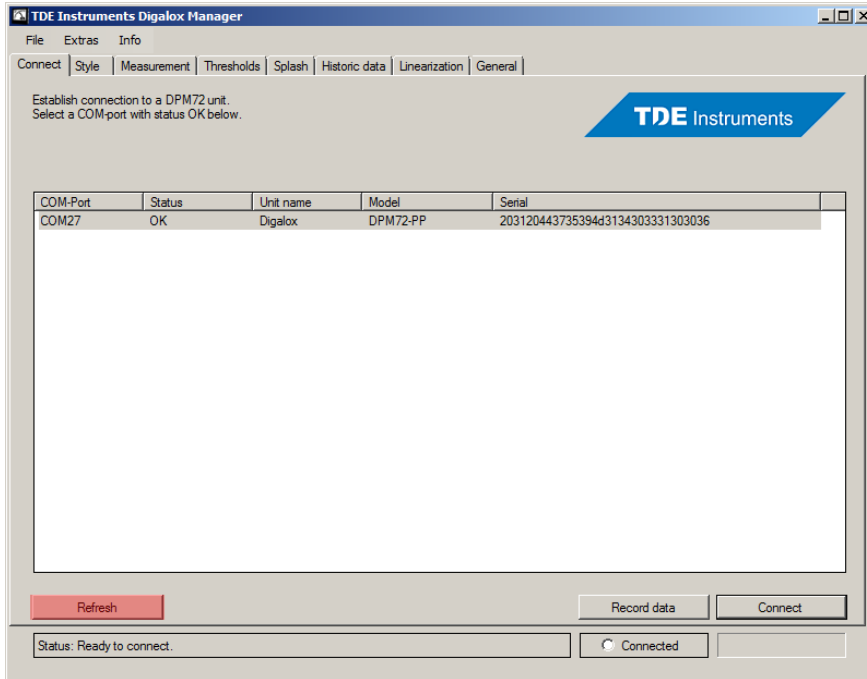 TDE Instruments Digalox Manager
File Extras Info
Connect Style Measurement Thresholds Splash Historic data Linearization General
Establish connection to a DPM72 unit.
Select a COM-port with status OK below.
TDE Instruments
COM-Port Status Unit name Model Serial
COM27 OK Digalox DPM72-PP 203120443735394d3134303331303036
Refresh Record data Connect
Status: Ready to connect. Connected